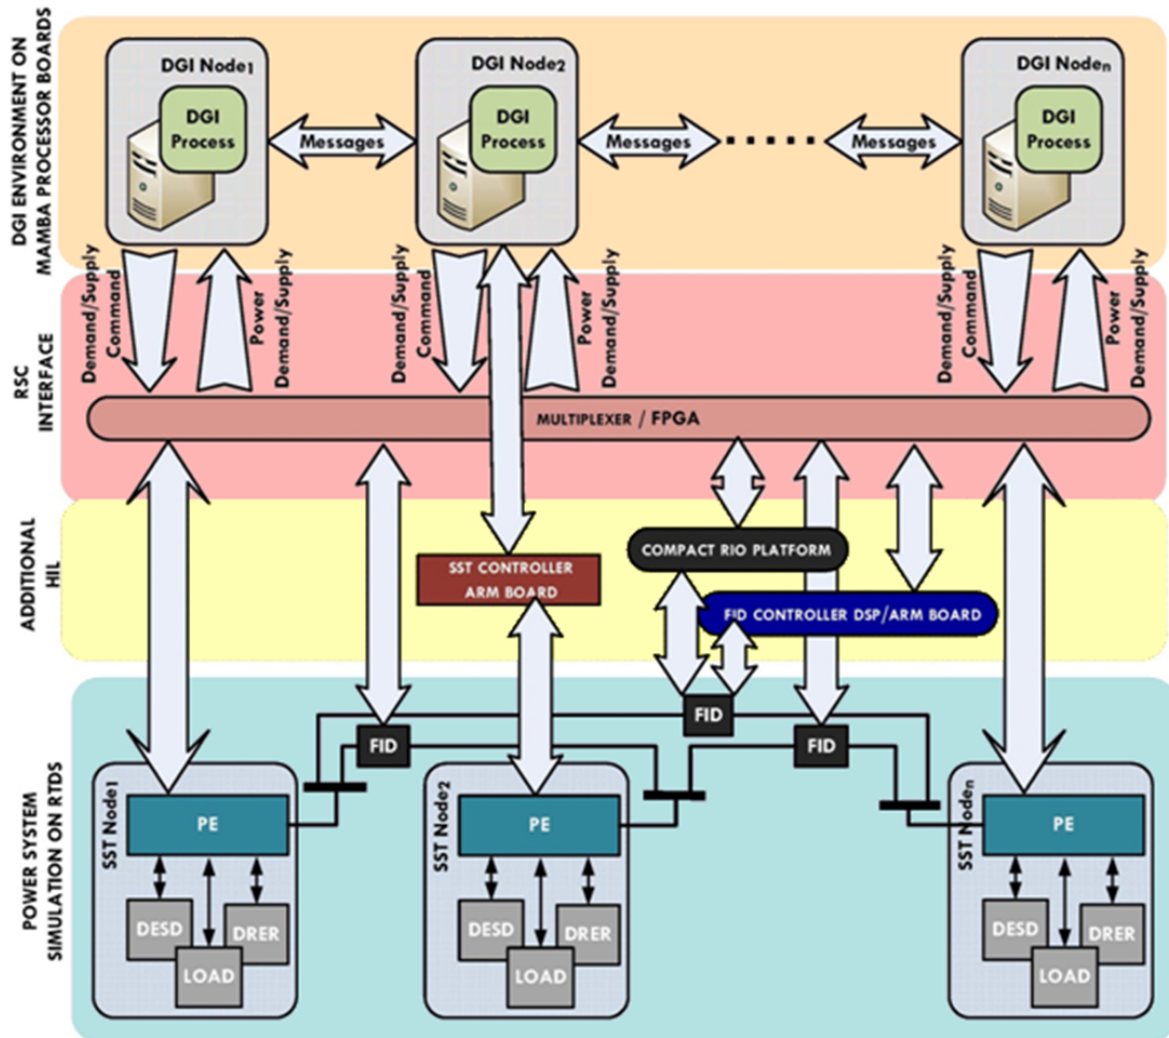 DGI ENVIRONMENT ON
MAMBA PROCESSOR BOARDS
DGI Node1
DGI
Process
Messages
DGI Node2
DGI
Process
Messages
Messages
DGI Noden
DGI
Process
RSC
INTERFACE
Demand/Supply
Command
Power
Demand/Supply
Demand/Supply
Command
Power
Demand/Supply
Demand/Supply
Command
Power
Demand/Supply
MULTIPLEXER / FPGA
ADDITIONAL
HIL
SST CONTROLLER
ARM BOARD
COMPACT RIO PLATFORM
FID CONTROLLER DSP/ARM BOARD
POWER SYSTEM
SIMULATION ON RTDS
FID
FID
FID
SST Node1
PE
DESD
DRER
LOAD
SST Node2
PE
DESD
DRER
LOAD
SST Noden
PE
DESD
DRER
LOAD